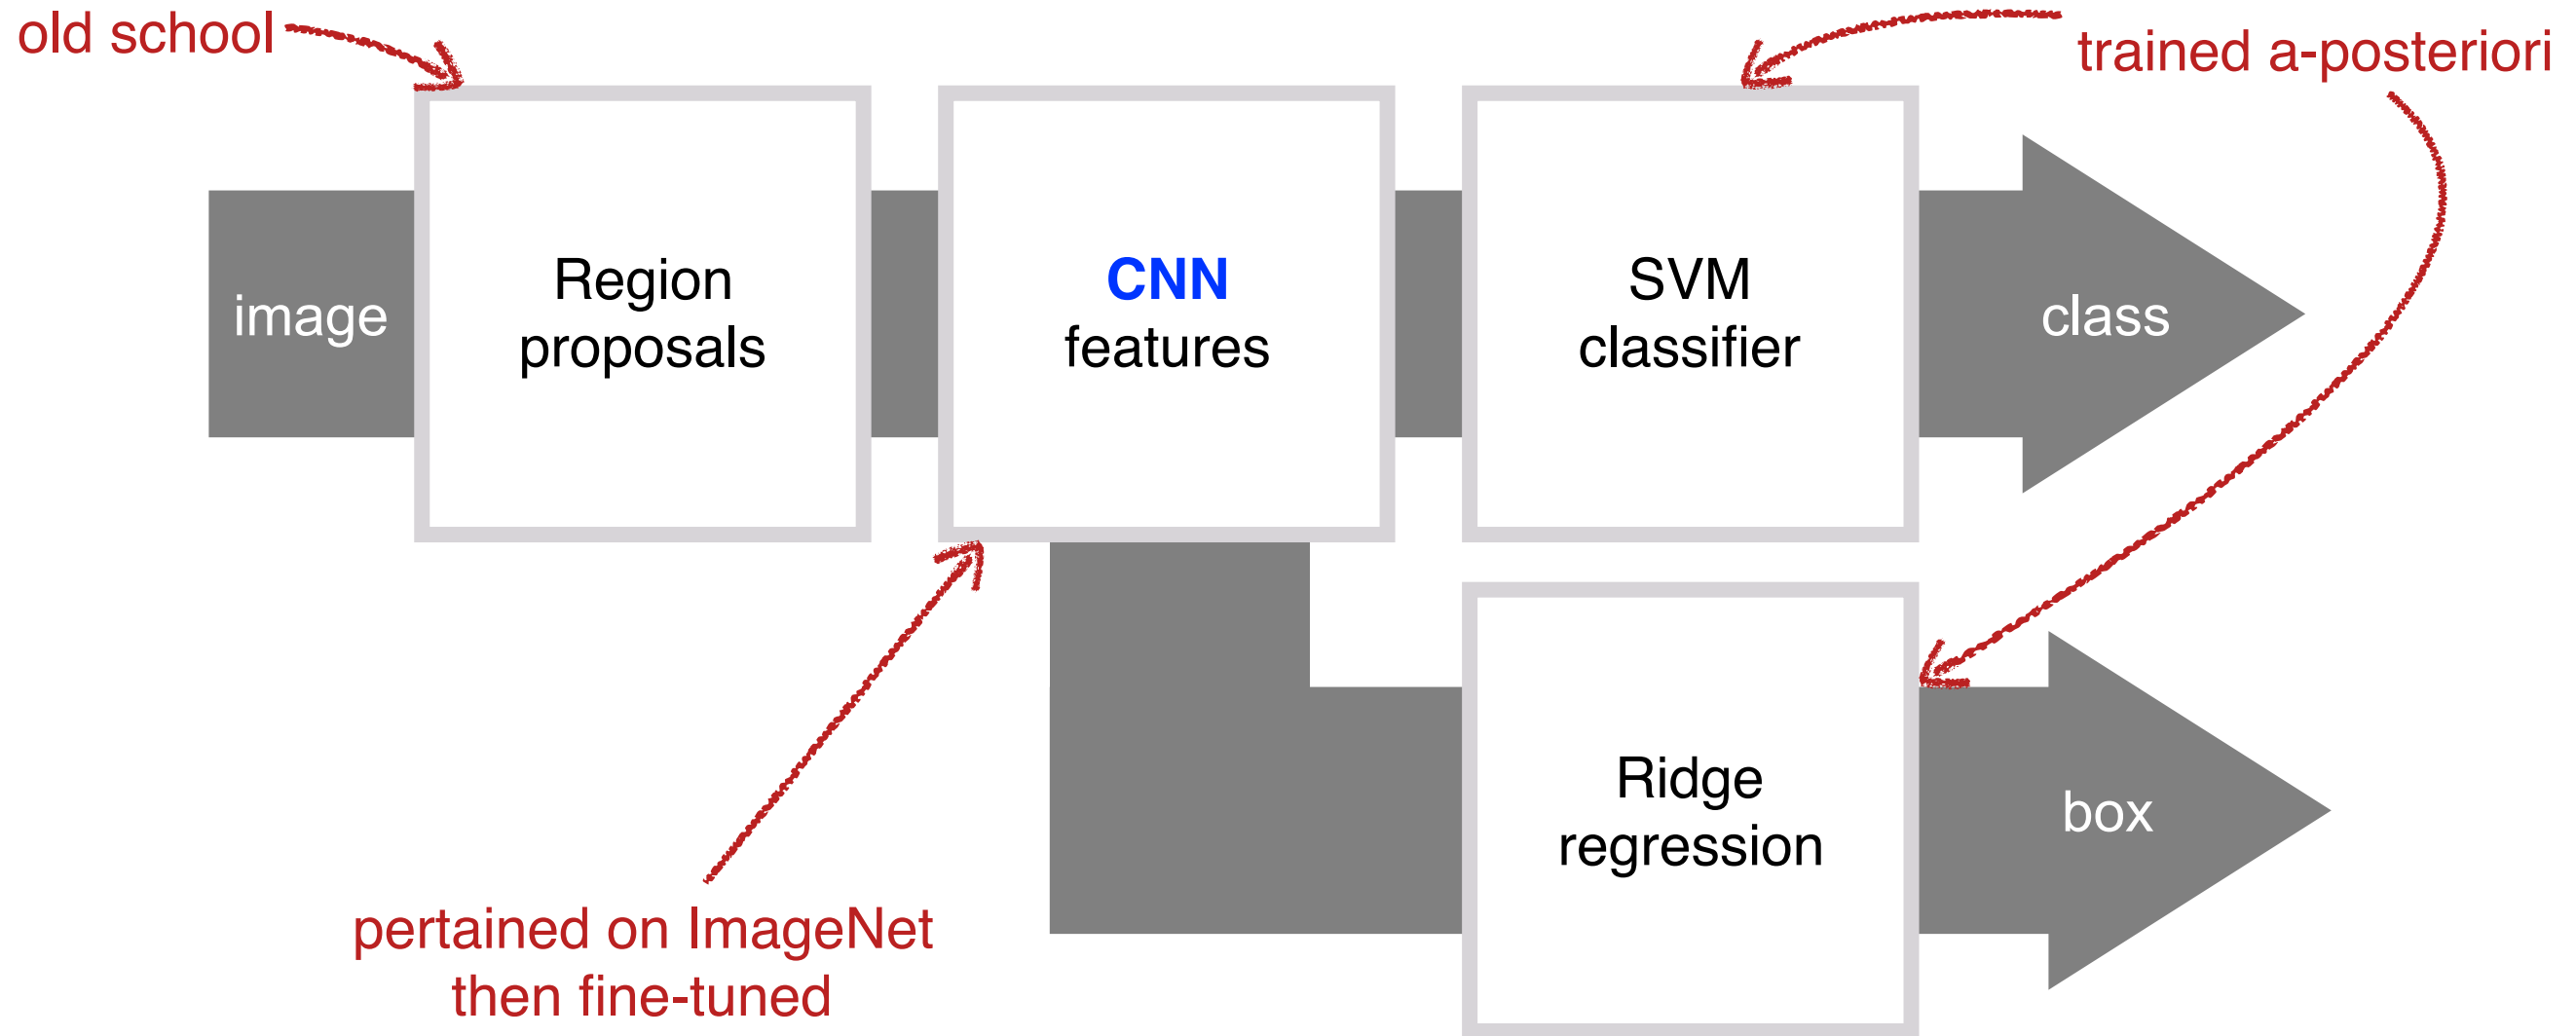 old school
trained a-posteriori
image
Region
proposals
CNN
features
SVM
classifier
class
Ridge
regression
box
pertained on ImageNet
then fine-tuned